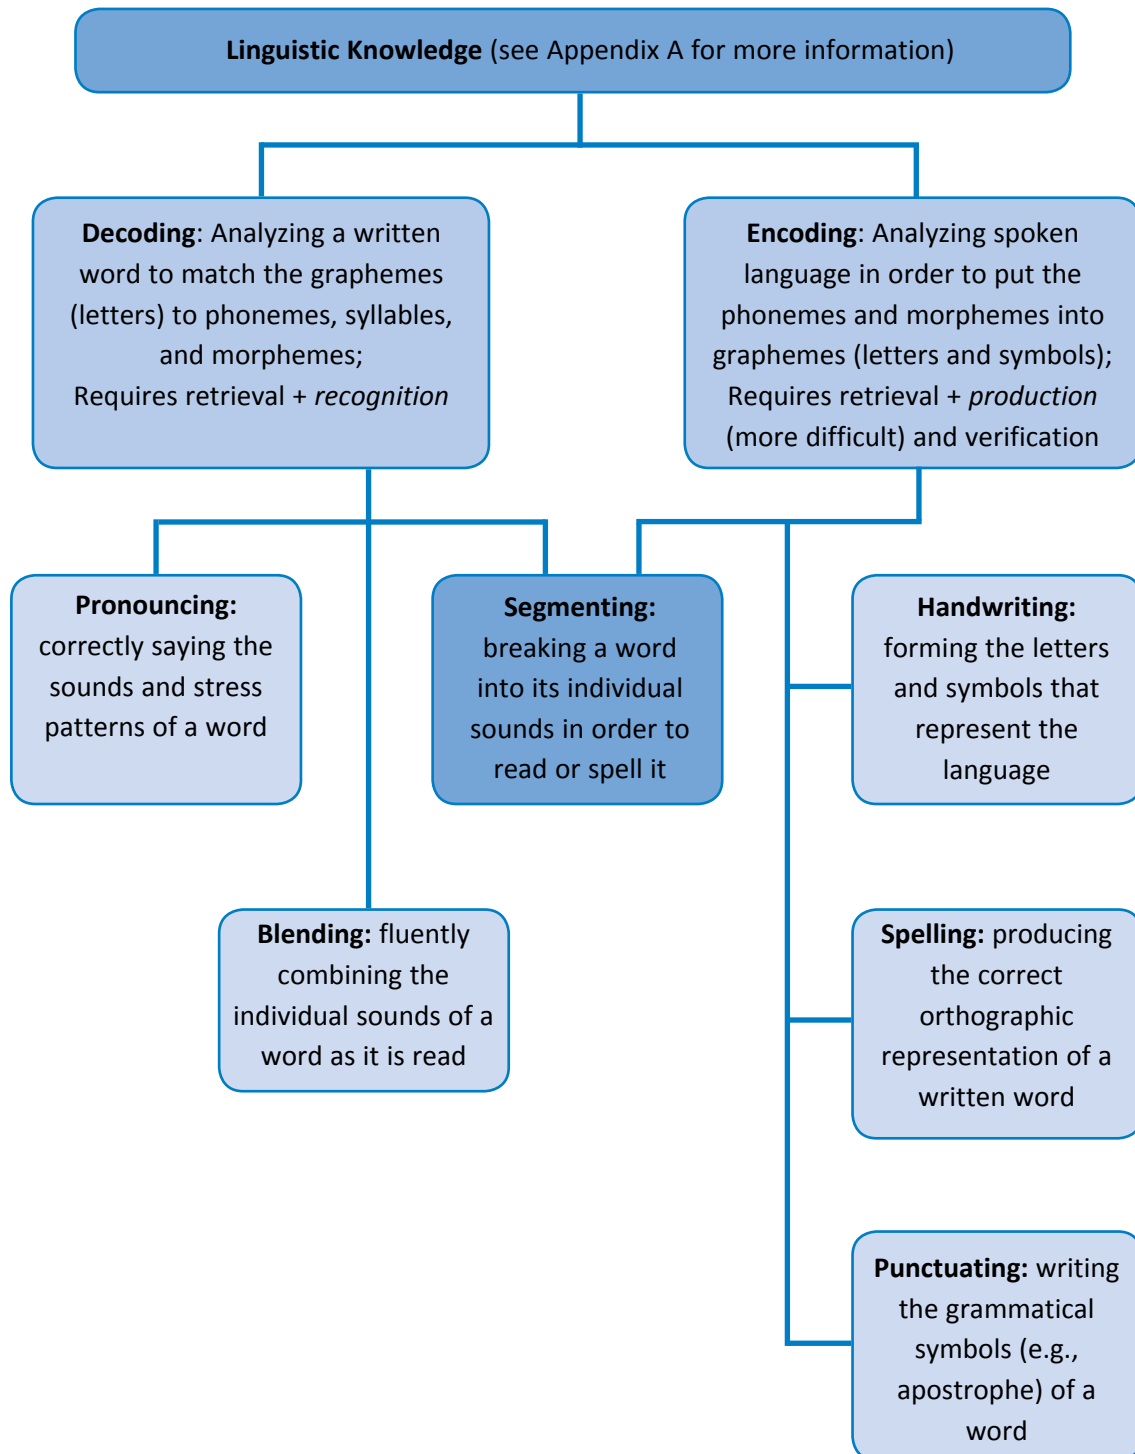 Linguistic Knowledge (see Appendix A for more information)
Decoding: Analyzing a written
word to match the graphemes
(letters) to phonemes, syllables,
and morphemes;
Requires retrieval + recognition
Encoding: Analyzing spoken
language in order to put the
phonemes and morphemes into
graphemes (letters and symbols);
Requires retrieval + production
(more difficult) and verification
Pronouncing:
correctly saying the
sounds and stress
patterns of a word
Segmenting:
breaking a word
into its individual
sounds in order to
read or spell it
Handwriting:
forming the letters
and symbols that
represent the
language
Blending: fluently
combining the
individual sounds of a
word as it is read
Spelling: producing
the correct
orthographic
representation of a
written word
Punctuating: writing
the grammatical
symbols (e.g.,
apostrophe) of a
word